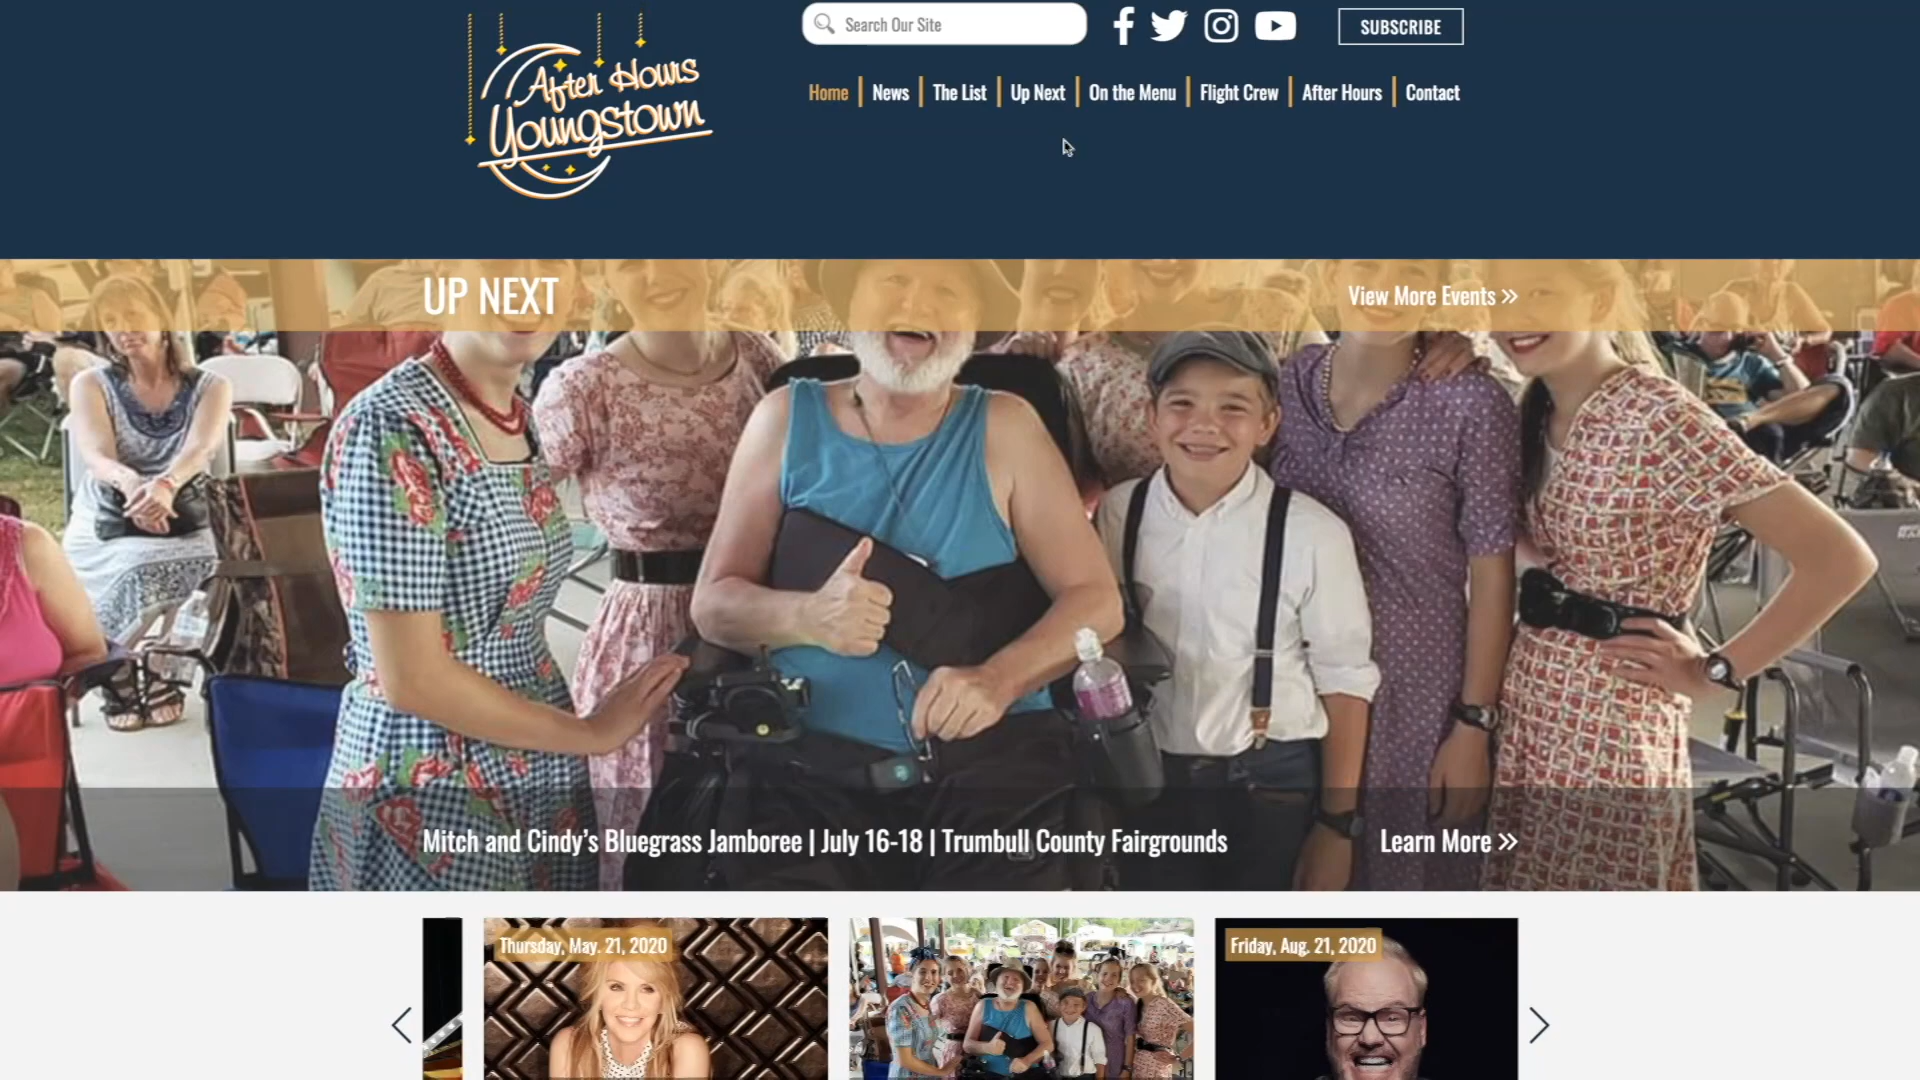 After Hours
Youngstown
Search Our Site
SUBSCRIBE
Home
News
The List
Up Next
On the Menu
Flight Crew
After Hours
Contact
UP NEXT
View More Events
Mitch and Cindy's Bluegrass Jamboree | July 16-18 | Trumbull County Fairgrounds
Learn More
Thursday, May. 21, 2020
Friday, Aug. 21, 2020